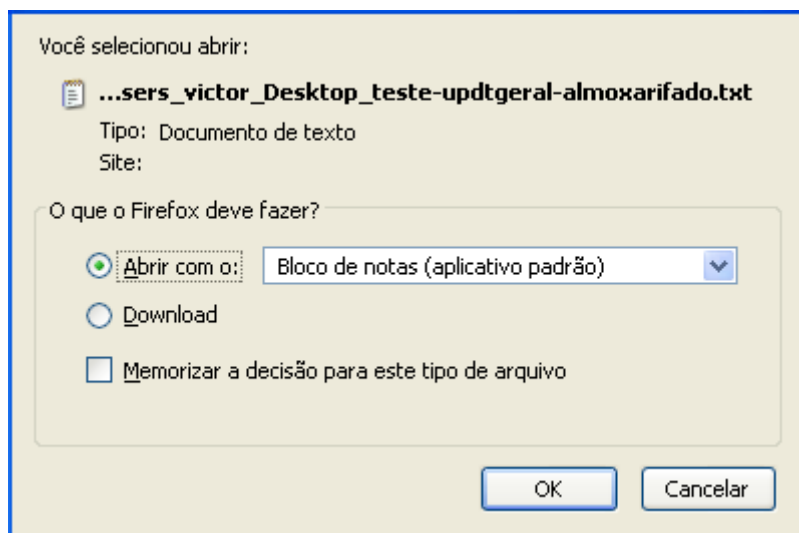 Você selecionou abrir:
...sers_victor_Desktop_teste-updtgeral-almoxarifado.txt
Tipo: Documento de texto
Site:
O que o Firefox deve fazer?
Abrir com o: Bloco de notas (aplicativo padrão)
Download
Memorizar a decisão para este tipo de arquivo
OK Cancelar